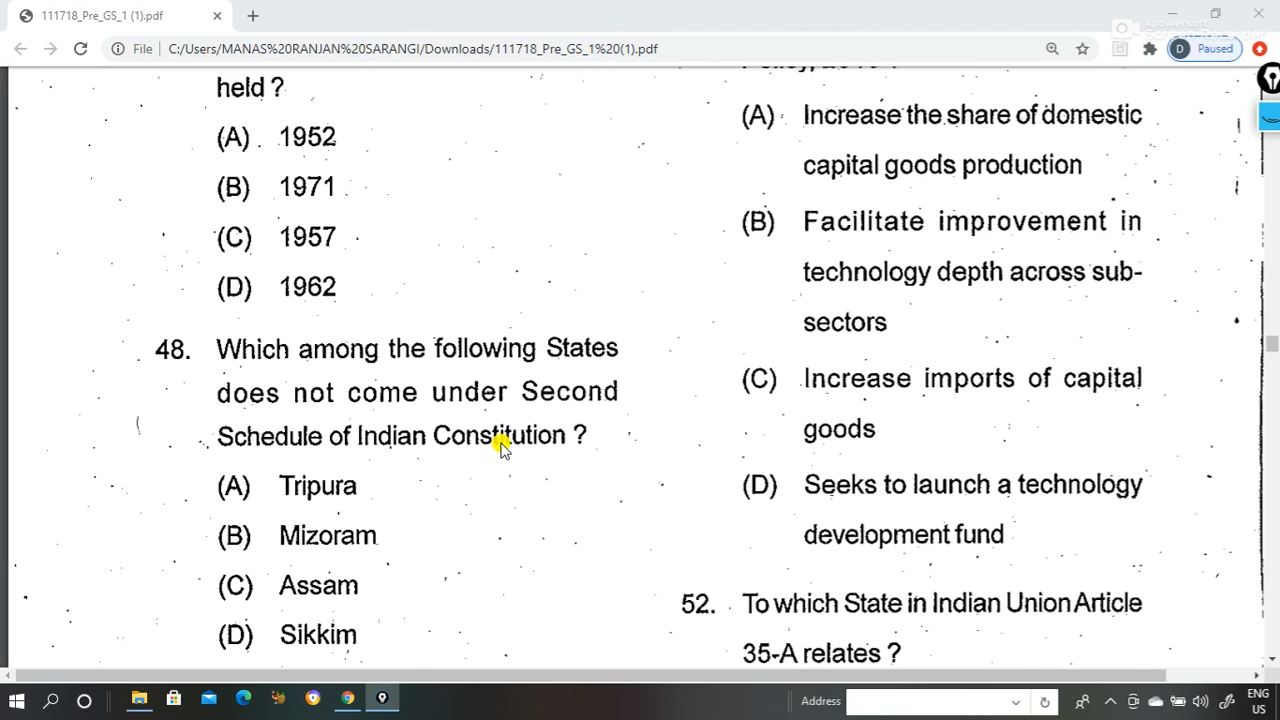 111718_Pre_GS_1 (1).pdf
File
C:/Users/MANAS%20RANJAN%20SARANGI/Downloads/111718_Pre_GS_1%20(1).pdf
D Paused
Apowersoft
held ?
(A) 1952
(B) 1971
(C) 1957
(D) 1962
48. Which among the following States
does not come under Second
Schedule of Indian Constitution ?
(A) Tripura
(B) Mizoram
(C) Assam
(D) Sikkim
(A) Increase the share of domestic
capital goods production
(B) Facilitate improvement in
technology depth across sub-
sectors
(C) Increase imports of capital
goods
(D) Seeks to launch a technology
development fund
52. To which State in Indian Union Article
35-A relates ?
Address
ENG
US